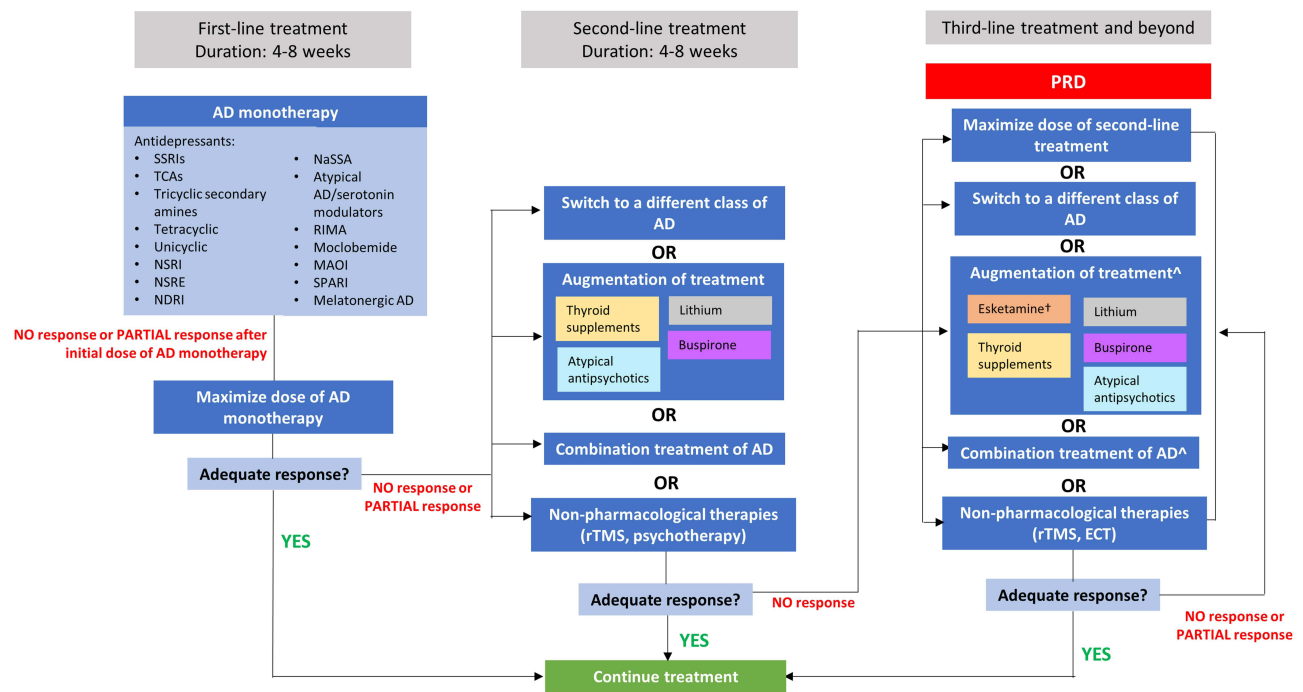 First-line treatment
Duration: 4-8 weeks
AD monotherapy
Antidepressants:
• SSRIs
• TCAs
• Tricyclic secondary
amines
• Tetracyclic
• Unicyclic
• NSRI
• NSRE
• NDRI
• NaSSA
• Atypical
AD/serotonin
modulators
• RIMA
• Moclobemide
• MAOI
• SPARI
• Melatonergic AD
NO response or PARTIAL response after
initial dose of AD monotherapy
Maximize dose of AD
monotherapy
Adequate response?
NO response or
PARTIAL response
YES
Second-line treatment
Duration: 4-8 weeks
Switch to a different class of
AD
OR
Augmentation of treatment
Thyroid
supplements
Lithium
Buspirone
Atypical
antipsychotics
OR
Combination treatment of AD
OR
Non-pharmacological therapies
(rTMS, psychotherapy)
Adequate response?
NO response
YES
Continue treatment
Third-line treatment and beyond
PRD
Maximize dose of second-line
treatment
OR
Switch to a different class of
AD
OR
Augmentation of treatment^
Esketamine†
Lithium
Thyroid
supplements
Buspirone
Atypical
antipsychotics
OR
Combination treatment of AD^
OR
Non-pharmacological therapies
(rTMS, ECT)
Adequate response?
NO response or
PARTIAL response
YES